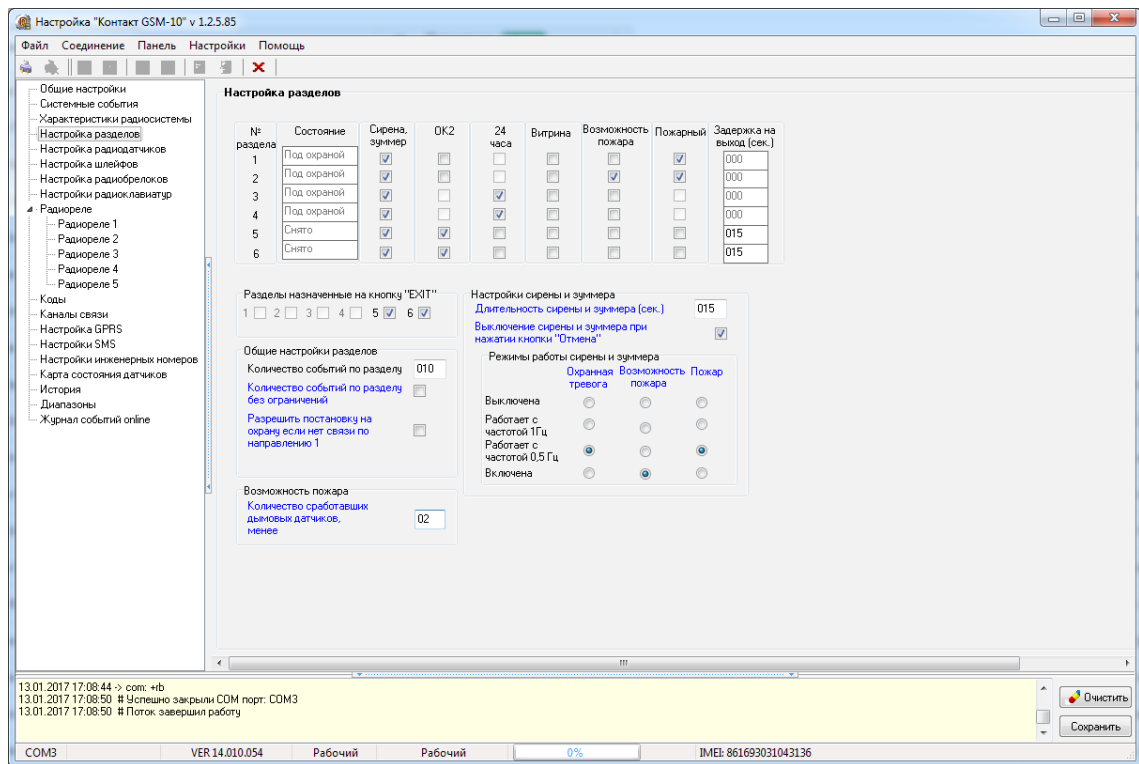 Настройка "Контакт GSM-10" v 1.2.5.85
Файл Соединение Панель Настройки Помощь
Общие настройки
Системные события
Характеристики радиосистемы
Настройка разделов
Настройка радиодатчиков
Настройка шлейфов
Настройка радиобрелоков
Настройки радиоклавиатур
Радиореле
Радиореле 1
Радиореле 2
Радиореле 3
Радиореле 4
Радиореле 5
Коды
Каналы связи
Настройка GPRS
Настройки SMS
Настройки инженерных номеров
Карта состояния датчиков
История
Диапазоны
Журнал событий online
Настройка разделов
№ раздела Состояние Сирена, зуммер ОК2 24 часа Витрина Возможность пожара Пожарный Задержка на выход (сек.)
1 Под охраной 000
2 Под охраной 000
3 Под охраной 000
4 Под охраной 000
5 Снято 015
6 Снято 015
Разделы назначенные на кнопку "EXIT"
1 2 3 4 5 6
Общие настройки разделов
Количество событий по разделу 010
Количество событий по разделу
без ограничений
Разрешить постановку на
охрану если нет связи по
направлению 1
Возможность пожара
Количество сработавших
дымовых датчиков,
менее
02
Настройки сирены и зуммера
Длительность сирены и зуммера (сек.) 015
Выключение сирены и зуммера при
нажатии кнопки "Отмена"
Режимы работы сирены и зуммера
Охранная тревога Возможность пожара Пожар
Выключена
Работает с
частотой 1Гц
Работает с
частотой 0,5 Гц
Включена
13.01.2017 17:08:44 -> com: +rb
13.01.2017 17:08:50 # Успешно закрыли COM порт: COM3
13.01.2017 17:08:50 # Поток завершил работу
Очистить
Сохранить
COM3 VER 14.010.054 Рабочий Рабочий 0% IMEI: 861693031043136